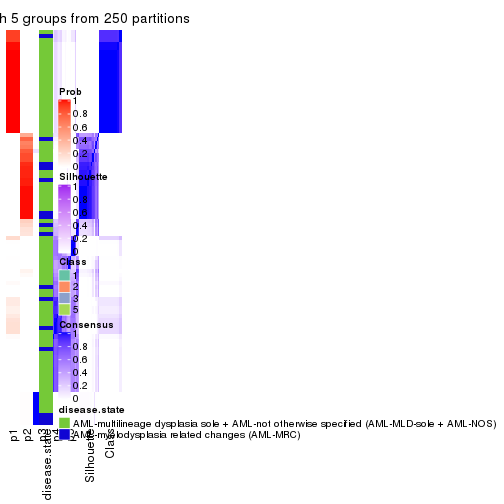 h 5 groups from 250 partitions
Prob
1
0.8
0.6
0.4
0.2
0
Silhouette
1
0.8
0.6
0.4
0.2
0
Class
1
2
3
5
Consensus
1
0.8
0.6
0.4
0.2
0
disease.state
AML-multilineage dysplasia sole + AML-not otherwise specified (AML-MLD-sole + AML-NOS)
AML-myelodysplasia related changes (AML-MRC)
p1
p2
p3
disease.state
p4
Silhouette
Class